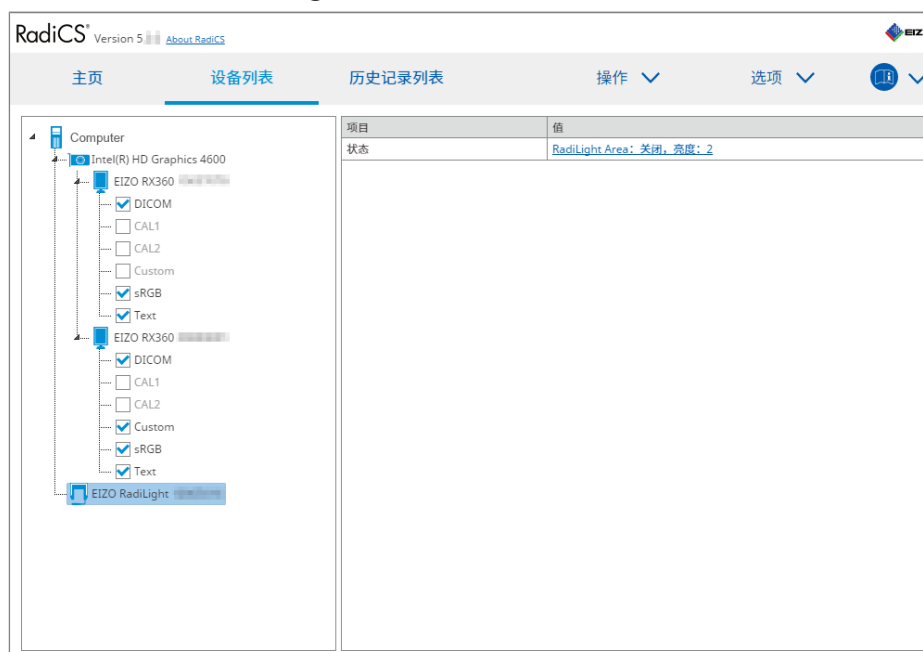 RadiCS® Version 5. About RadiCS
EIZ
主页 设备列表 历史记录列表 操作 选项
Computer
Intel(R) HD Graphics 4600
EIZO RX360
DICOM
CAL1
CAL2
Custom
sRGB
Text
EIZO RX360
DICOM
CAL1
CAL2
Custom
sRGB
Text
EIZO RadiLight
项目 值
状态 RadiLight Area：关闭，亮度：2